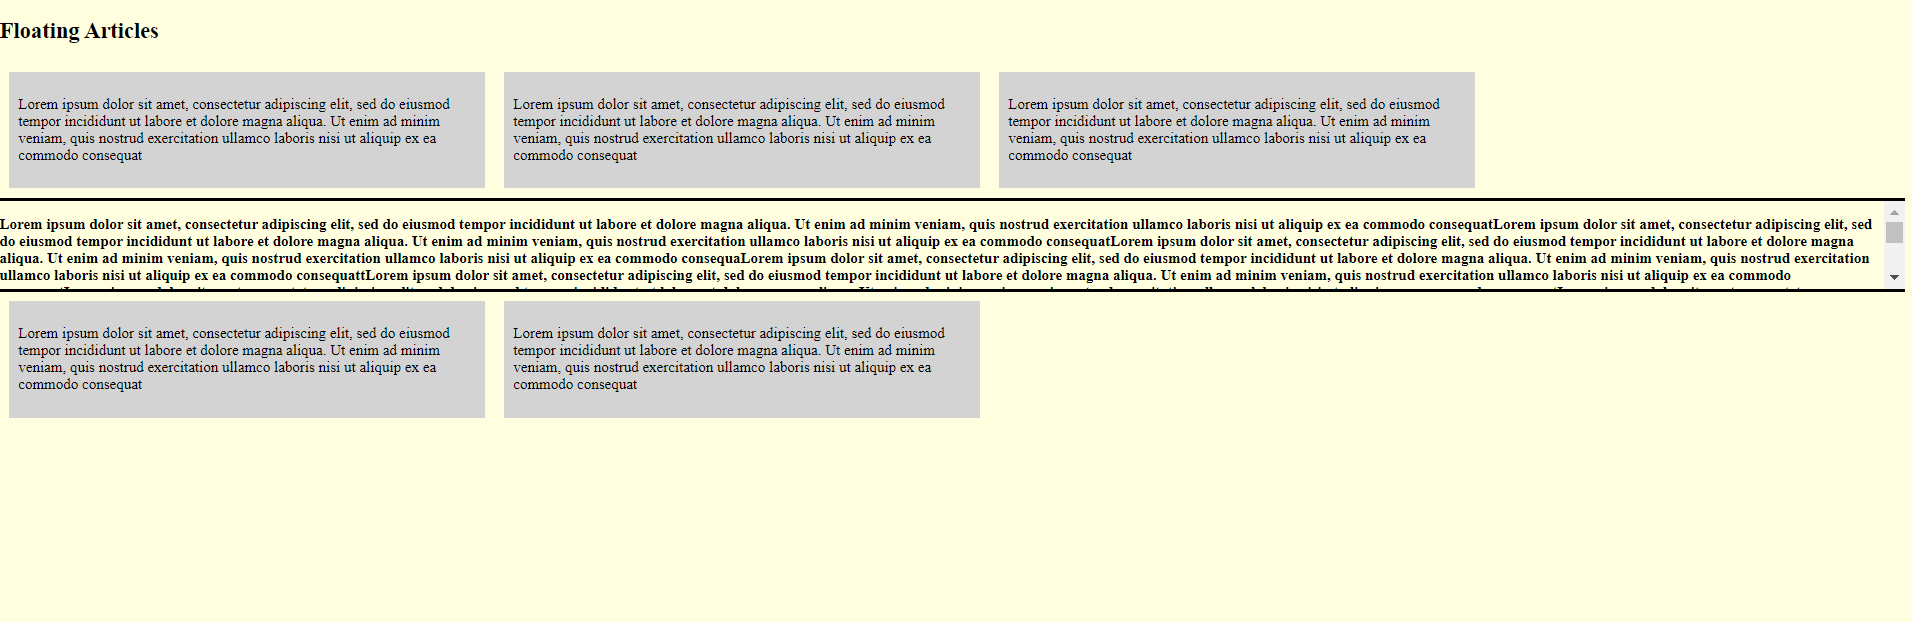 Floating Articles
Lorem ipsum dolor sit amet, consectetur adipiscing elit, sed do eiusmod
tempor incididunt ut labore et dolore magna aliqua. Ut enim ad minim
veniam, quis nostrud exercitation ullamco laboris nisi ut aliquip ex ea
commodo consequat
Lorem ipsum dolor sit amet, consectetur adipiscing elit, sed do eiusmod
tempor incididunt ut labore et dolore magna aliqua. Ut enim ad minim
veniam, quis nostrud exercitation ullamco laboris nisi ut aliquip ex ea
commodo consequat
Lorem ipsum dolor sit amet, consectetur adipiscing elit, sed do eiusmod
tempor incididunt ut labore et dolore magna aliqua. Ut enim ad minim
veniam, quis nostrud exercitation ullamco laboris nisi ut aliquip ex ea
commodo consequat
Lorem ipsum dolor sit amet, consectetur adipiscing elit, sed do eiusmod tempor incididunt ut labore et dolore magna aliqua. Ut enim ad minim veniam, quis nostrud exercitation ullamco laboris nisi ut aliquip ex ea commodo consequatLorem ipsum dolor sit amet, consectetur adipiscing elit, sed
do eiusmod tempor incididunt ut labore et dolore magna aliqua. Ut enim ad minim veniam, quis nostrud exercitation ullamco laboris nisi ut aliquip ex ea commodo consequatLorem ipsum dolor sit amet, consectetur adipiscing elit, sed do eiusmod tempor incididunt ut labore et dolore magna
aliqua. Ut enim ad minim veniam, quis nostrud exercitation ullamco laboris nisi ut aliquip ex ea commodo consequaLorem ipsum dolor sit amet, consectetur adipiscing elit, sed do eiusmod tempor incididunt ut labore et dolore magna aliqua. Ut enim ad minim veniam, quis nostrud exercitation
ullamco laboris nisi ut aliquip ex ea commodo consequattLorem ipsum dolor sit amet, consectetur adipiscing elit, sed do eiusmod tempor incididunt ut labore et dolore magna aliqua. Ut enim ad minim veniam, quis nostrud exercitation ullamco laboris nisi ut aliquip ex ea commodo
Lorem ipsum dolor sit amet, consectetur adipiscing elit, sed do eiusmod
tempor incididunt ut labore et dolore magna aliqua. Ut enim ad minim
veniam, quis nostrud exercitation ullamco laboris nisi ut aliquip ex ea
commodo consequat
Lorem ipsum dolor sit amet, consectetur adipiscing elit, sed do eiusmod
tempor incididunt ut labore et dolore magna aliqua. Ut enim ad minim
veniam, quis nostrud exercitation ullamco laboris nisi ut aliquip ex ea
commodo consequat